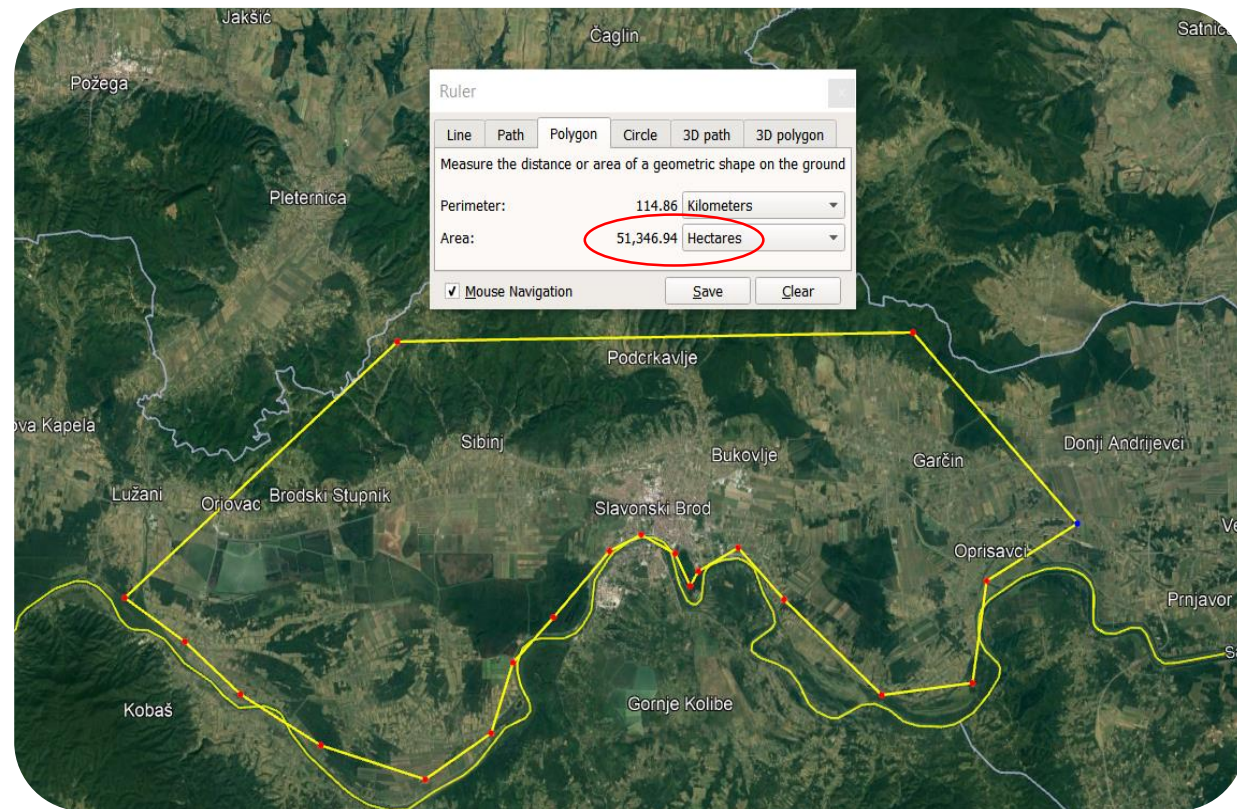 Jakšić
Čaglin
Požega
Pleternica
Ruler
Line Path Polygon Circle 3D path 3D polygon
Measure the distance or area of a geometric shape on the ground
Perimeter: 114.86 Kilometers
Area: 51,346.94 Hectares
Mouse Navigation Save Clear
Podcrkavlje
Kapela
Sibinj
Bukovlje
Garčin
Donji Andrijevci
Lužani
Oriovac
Brodski Stupnik
Slavonski Brod
Oprisavci
Prnjavor
Kobaš
Gornje Kolibe